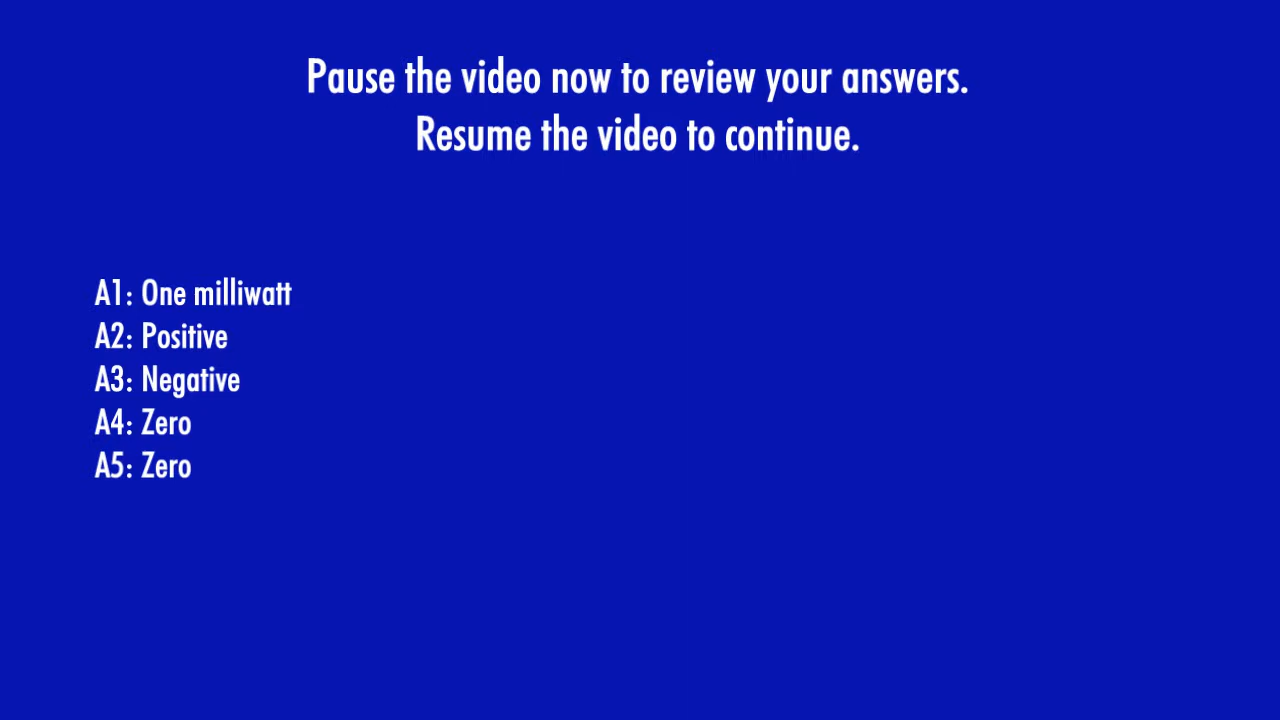 Pause the video now to review your answers.
Resume the video to continue.
A1: One milliwatt
A2: Positive
A3: Negative
A4: Zero
A5: Zero